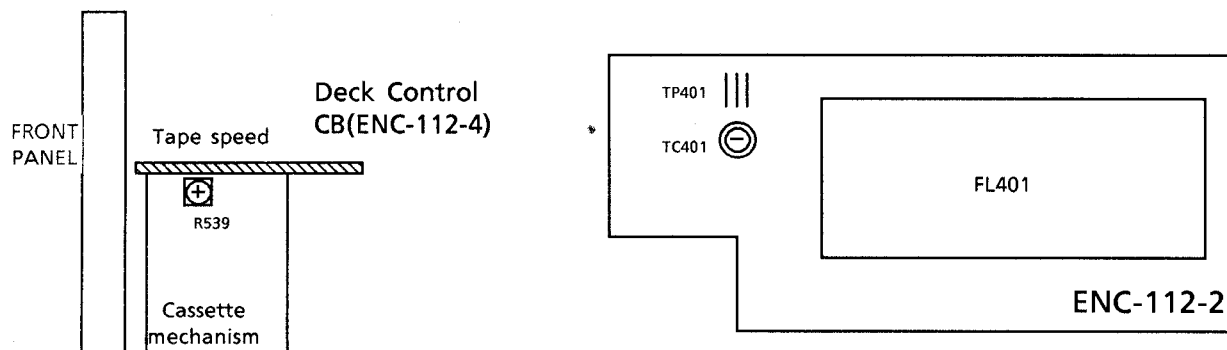 FRONT
PANEL
Tape speed
Deck Control
CB(ENC-112-4)
R539
Cassette
mechanism
TP401
TC401
FL401
ENC-112-2